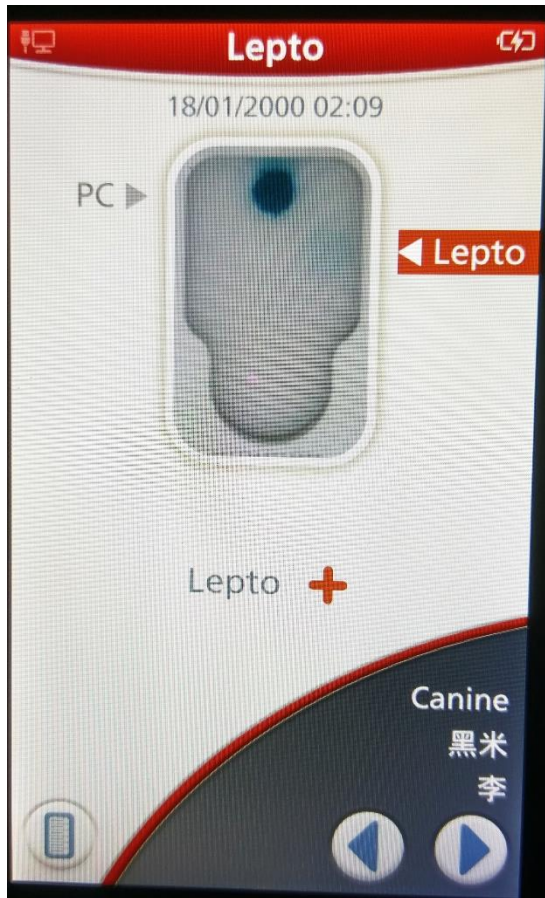 Lepto
18/01/2000 02:09
PC
Lepto
Lepto +
Canine
黑米
李